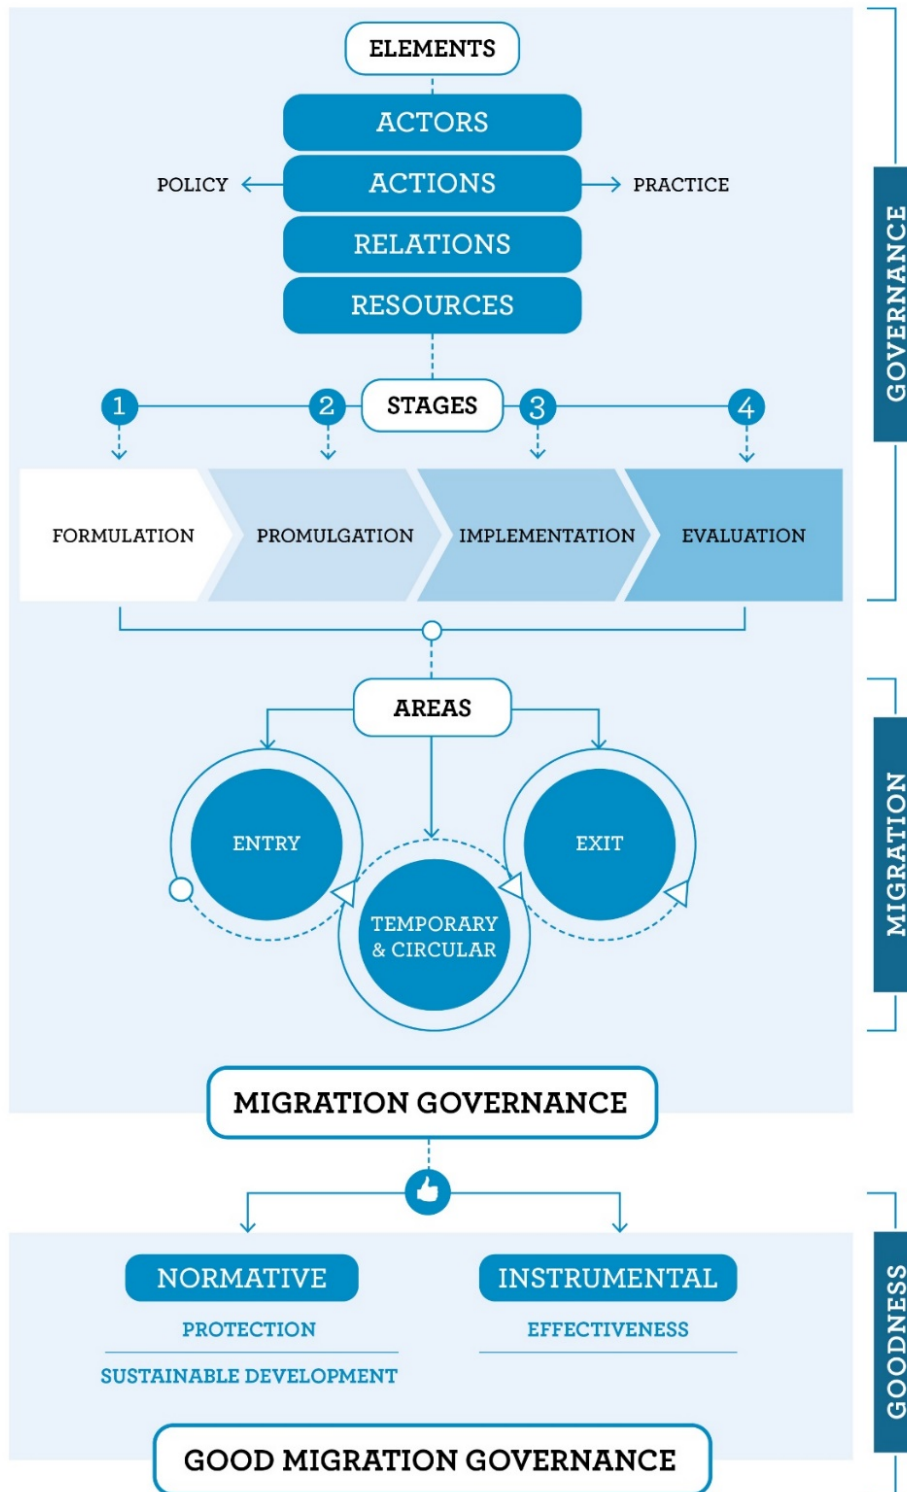 ELEMENTS
ACTORS
POLICY
ACTIONS
PRACTICE
RELATIONS
RESOURCES
GOVERNANCE
1
2
STAGES
3
4
FORMULATION
PROMULGATION
IMPLEMENTATION
EVALUATION
AREAS
ENTRY
EXIT
TEMPORARY
& CIRCULAR
MIGRATION
MIGRATION GOVERNANCE
NORMATIVE
INSTRUMENTAL
PROTECTION
EFFECTIVENESS
SUSTAINABLE DEVELOPMENT
GOODNESS
GOOD MIGRATION GOVERNANCE